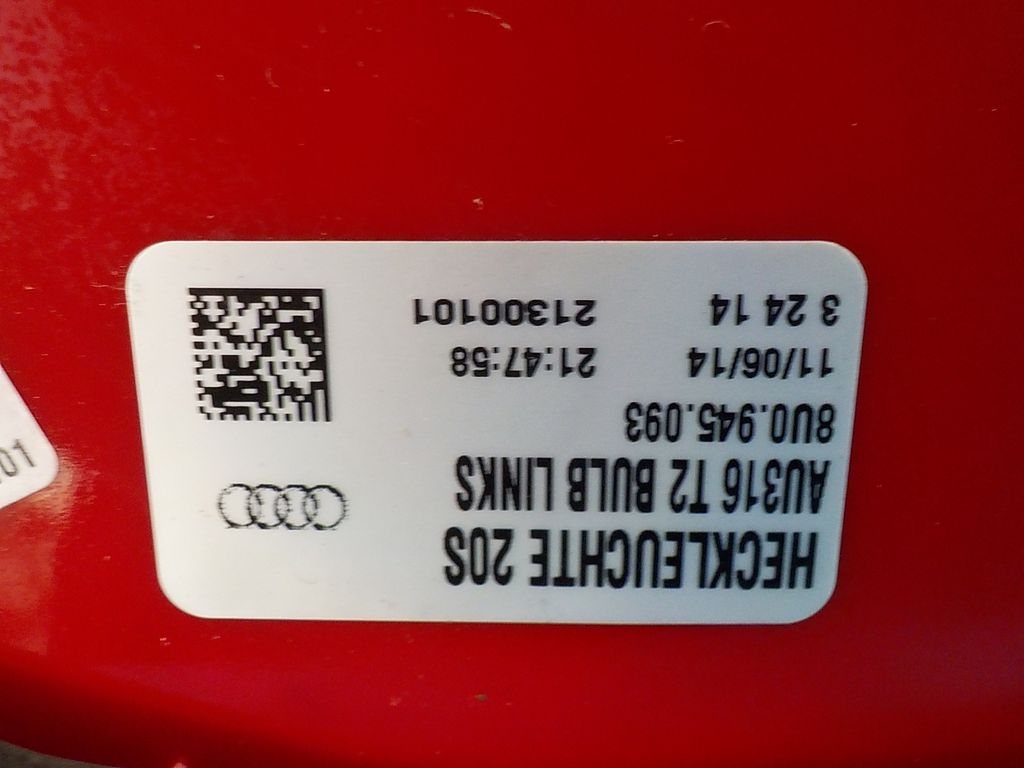 HECKLEUCHTE 20S
AU316 T2 BULB LINKS
8U0.945.093
11/06/14 21:47:58
3 24 14 21300101
01